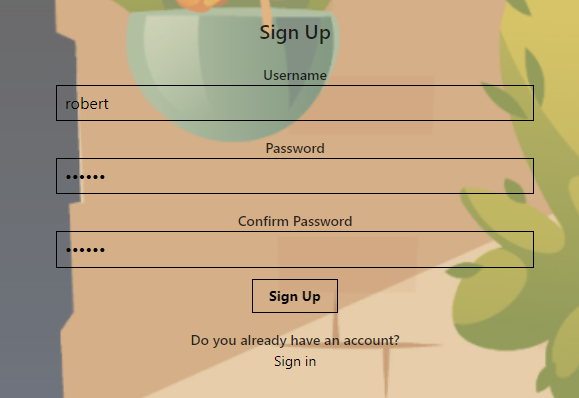 Sign Up
Username
robert
Password
••••••
Confirm Password
••••••
Sign Up
Do you already have an account?
Sign in